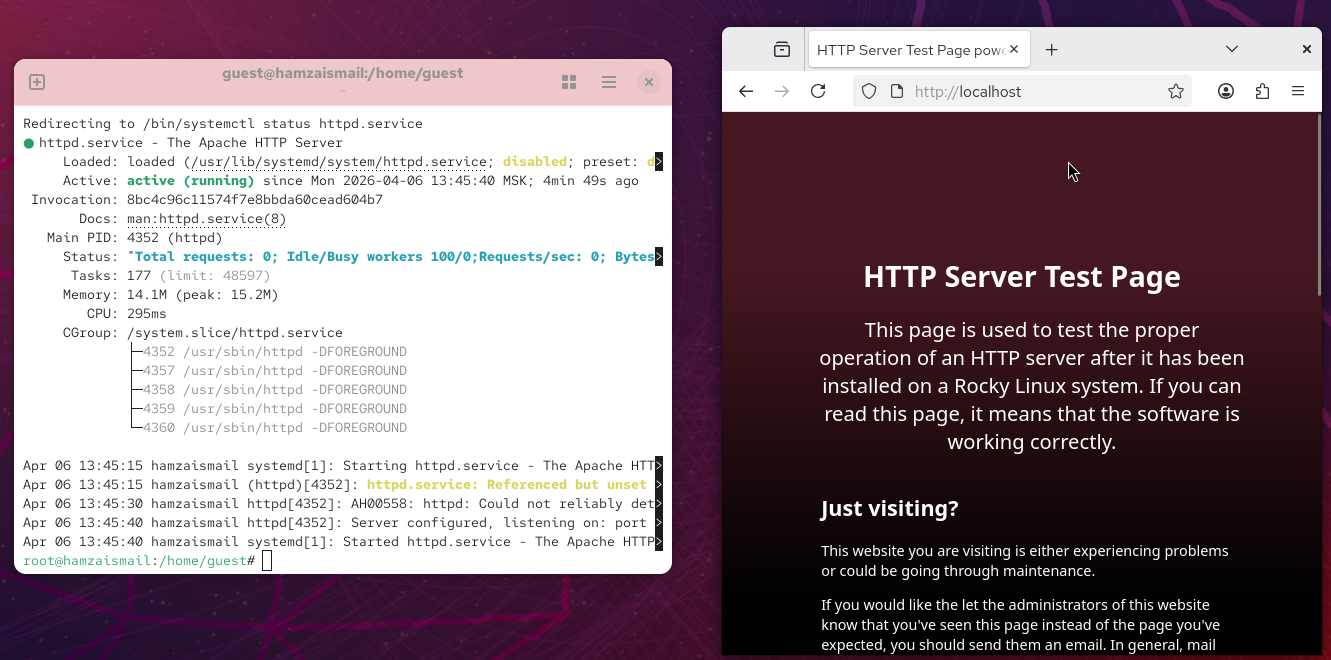 guest@hamzaismail:/home/guest
~
Redirecting to /bin/systemctl status httpd.service
● httpd.service - The Apache HTTP Server
Loaded: loaded (/usr/lib/systemd/system/httpd.service; disabled; preset: d>
Active: active (running) since Mon 2026-04-06 13:45:40 MSK; 4min 49s ago
Invocation: 8bc4c96c11574f7e8bbda60cead604b7
Docs: man:httpd.service(8)
Main PID: 4352 (httpd)
Status: "Total requests: 0; Idle/Busy workers 100/0;Requests/sec: 0; Bytes>
Tasks: 177 (limit: 48597)
Memory: 14.1M (peak: 15.2M)
CPU: 295ms
CGroup: /system.slice/httpd.service
├─4352 /usr/sbin/httpd -DFOREGROUND
├─4357 /usr/sbin/httpd -DFOREGROUND
├─4358 /usr/sbin/httpd -DFOREGROUND
├─4359 /usr/sbin/httpd -DFOREGROUND
└─4360 /usr/sbin/httpd -DFOREGROUND
Apr 06 13:45:15 hamzaismail systemd[1]: Starting httpd.service - The Apache HTT>
Apr 06 13:45:15 hamzaismail (httpd)[4352]: httpd.service: Referenced but unset >
Apr 06 13:45:30 hamzaismail httpd[4352]: AH00558: httpd: Could not reliably det>
Apr 06 13:45:40 hamzaismail httpd[4352]: Server configured, listening on: port >
Apr 06 13:45:40 hamzaismail systemd[1]: Started httpd.service - The Apache HTTP>
root@hamzaismail:/home/guest#
HTTP Server Test Page powe
http://localhost
HTTP Server Test Page
This page is used to test the proper
operation of an HTTP server after it has been
installed on a Rocky Linux system. If you can
read this page, it means that the software is
working correctly.
Just visiting?
This website you are visiting is either experiencing problems
or could be going through maintenance.
If you would like the let the administrators of this website
know that you've seen this page instead of the page you've
expected, you should send them an email. In general, mail